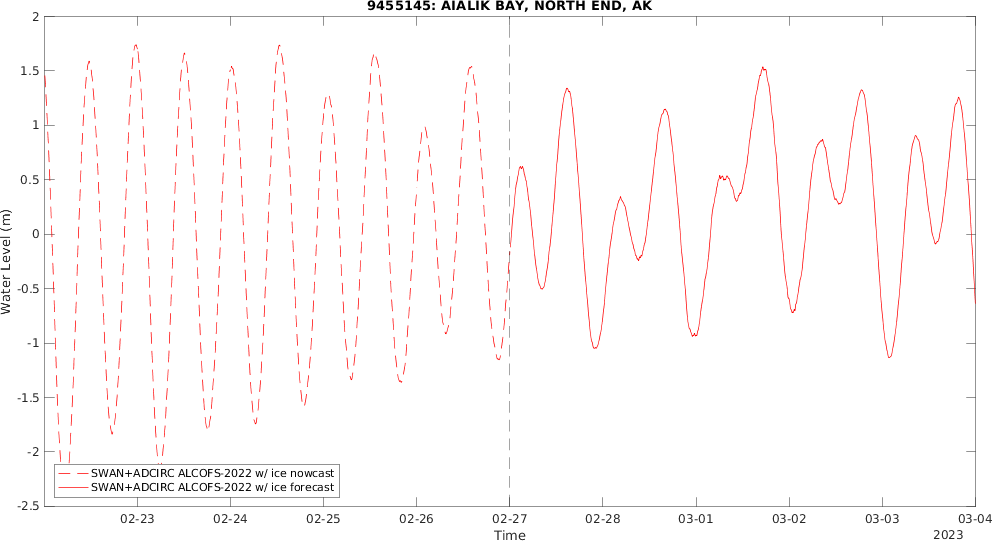 9455145: AIALIK BAY, NORTH END, AK
2
1.5
1
0.5
0
-0.5
-1
-1.5
-2
-2.5
Water Level (m)
SWAN+ADCIRC ALCOFS-2022 w/ ice nowcast
SWAN+ADCIRC ALCOFS-2022 w/ ice forecast
02-23 02-24 02-25 02-26 02-27 02-28 03-01 03-02 03-03 03-04
Time
2023